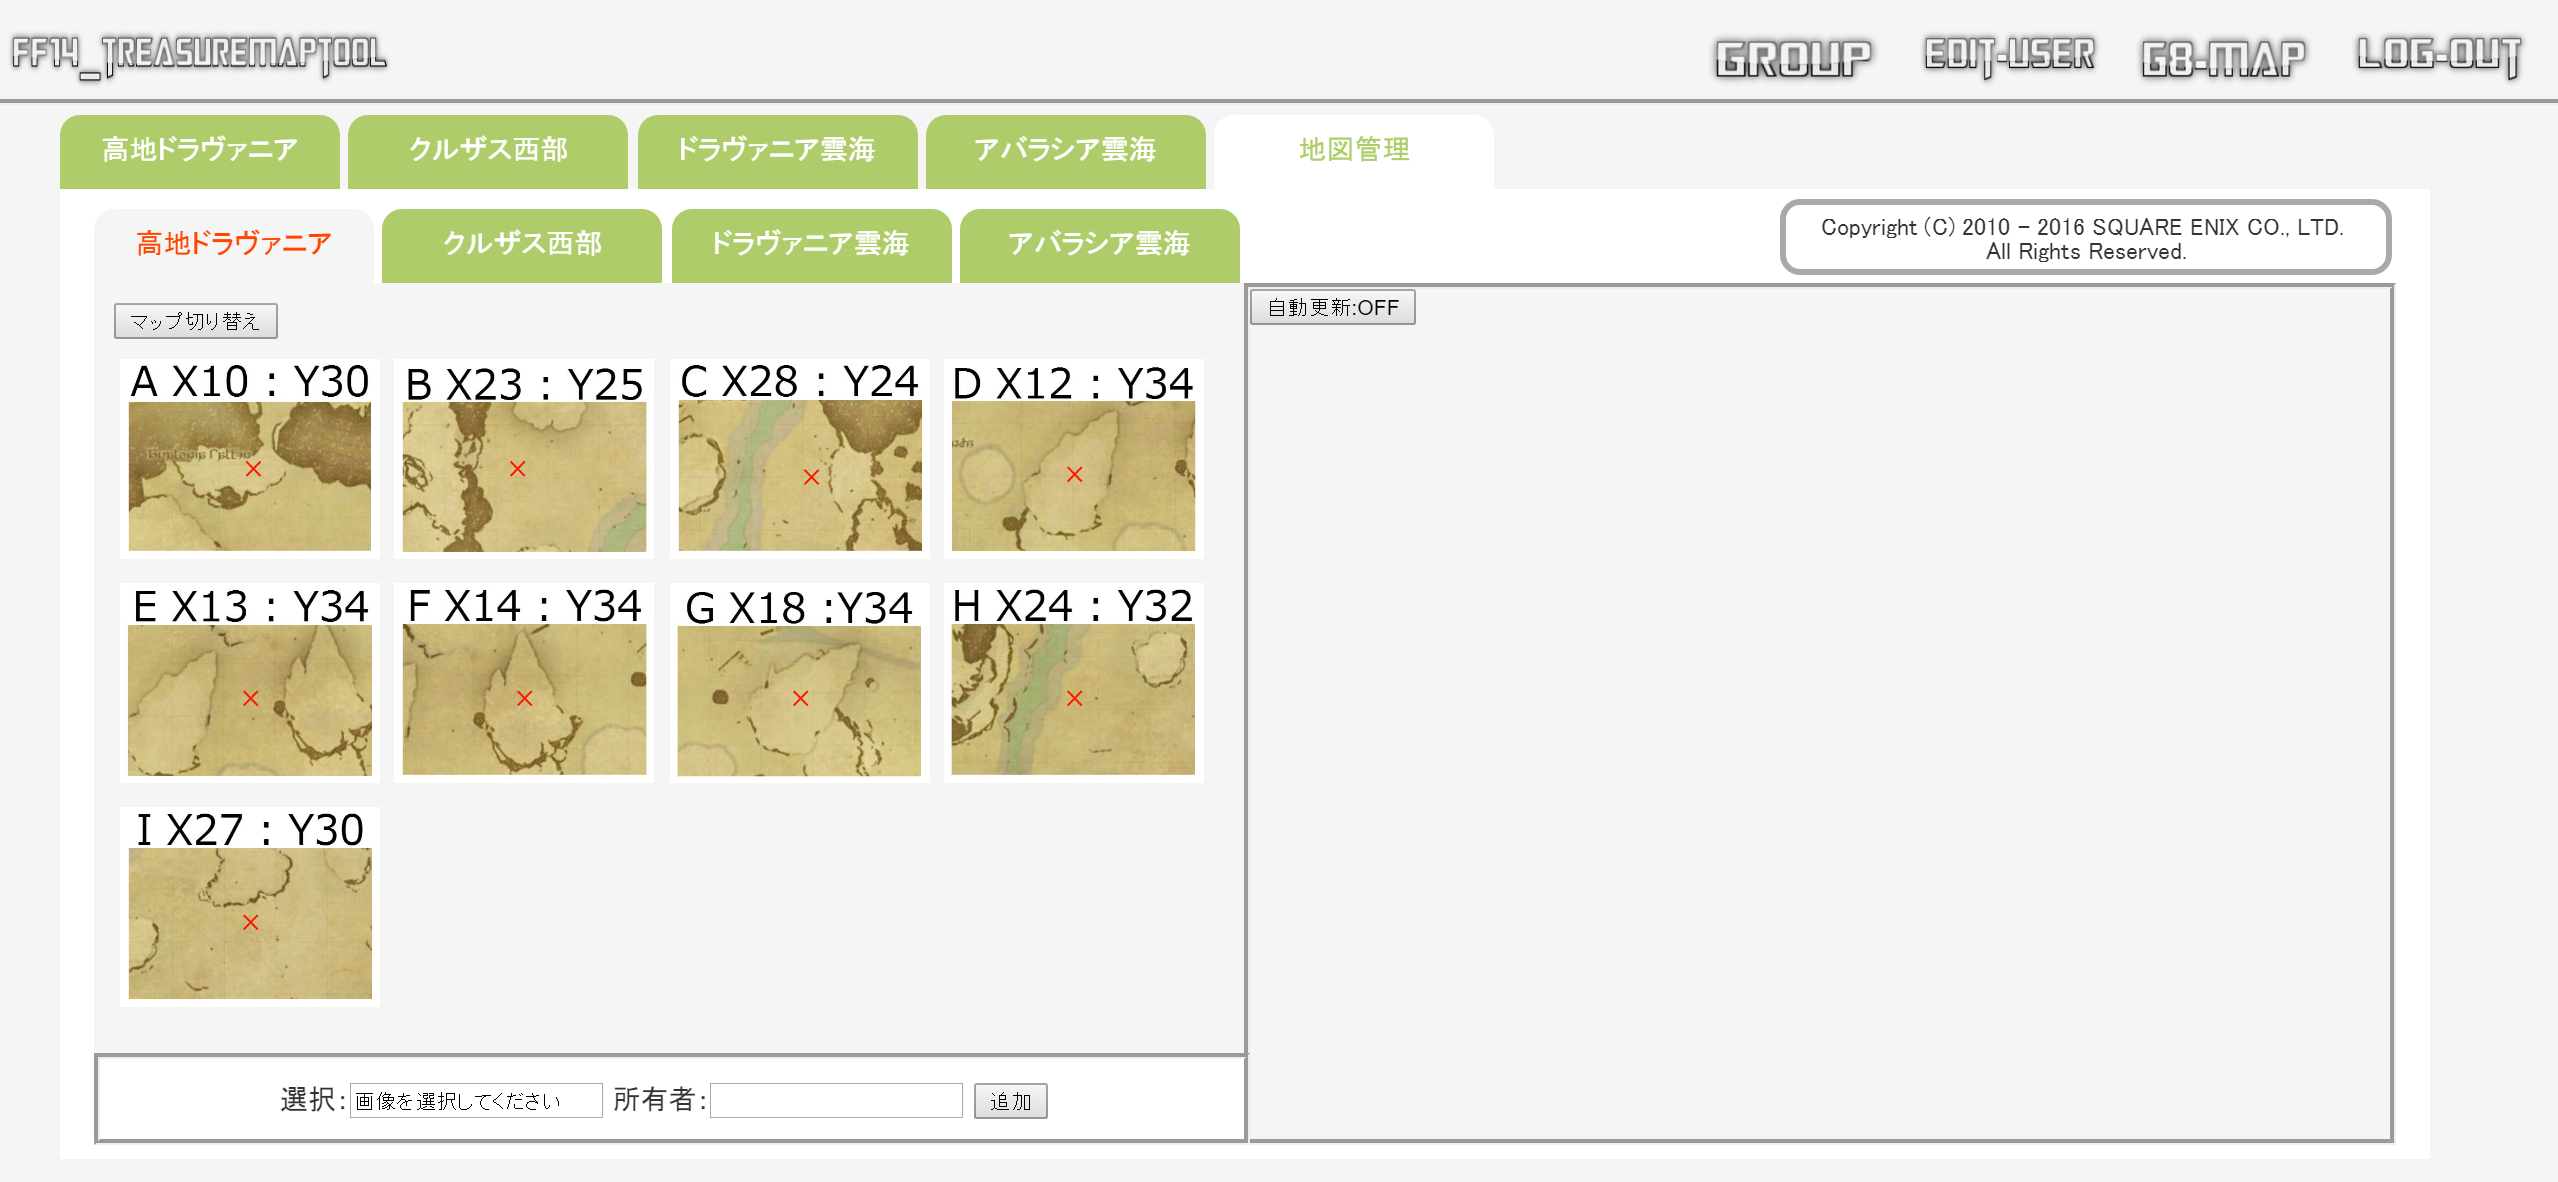 FF14_TREASUREMAPTOOL
GROUP EDIT-USER G8-MAP LOG-OUT
高地ドラヴァニア クルザス西部 ドラヴァニア雲海 アバラシア雲海 地図管理
高地ドラヴァニア クルザス西部 ドラヴァニア雲海 アバラシア雲海
Copyright (C) 2010 - 2016 SQUARE ENIX CO., LTD.
All Rights Reserved.
マップ切り替え
自動更新:OFF
A X10 : Y30
B X23 : Y25
C X28 : Y24
D X12 : Y34
E X13 : Y34
F X14 : Y34
G X18 :Y34
H X24 : Y32
I X27 : Y30
選択: 画像を選択してください 所有者: 追加